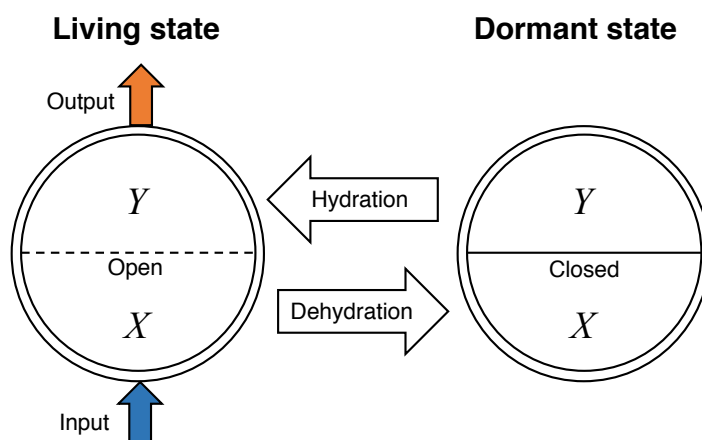 Living state
Dormant state
Output
Y
Hydration
Y
Open
Closed
Dehydration
X
X
Input